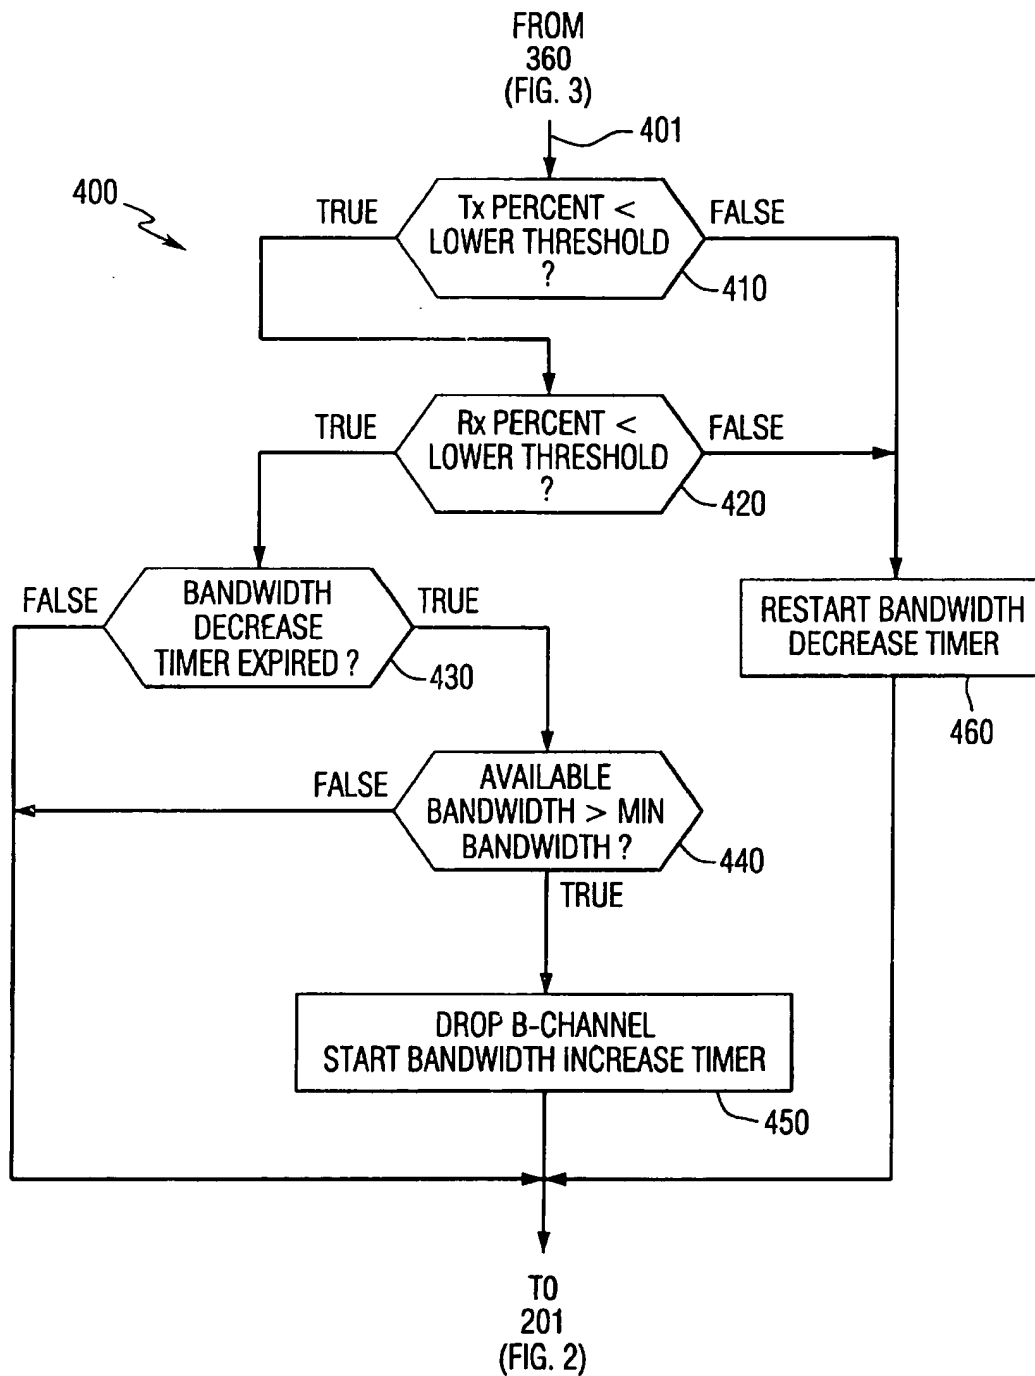 FROM
360
(FIG. 3)
401
400
TRUE
Tx PERCENT <
LOWER THRESHOLD
?
FALSE
410
TRUE
Rx PERCENT <
LOWER THRESHOLD
?
FALSE
420
FALSE
BANDWIDTH
DECREASE
TIMER EXPIRED ?
TRUE
430
RESTART BANDWIDTH
DECREASE TIMER
460
FALSE
AVAILABLE
BANDWIDTH > MIN
BANDWIDTH ?
440
TRUE
DROP B-CHANNEL
START BANDWIDTH INCREASE TIMER
450
TO
201
(FIG. 2)